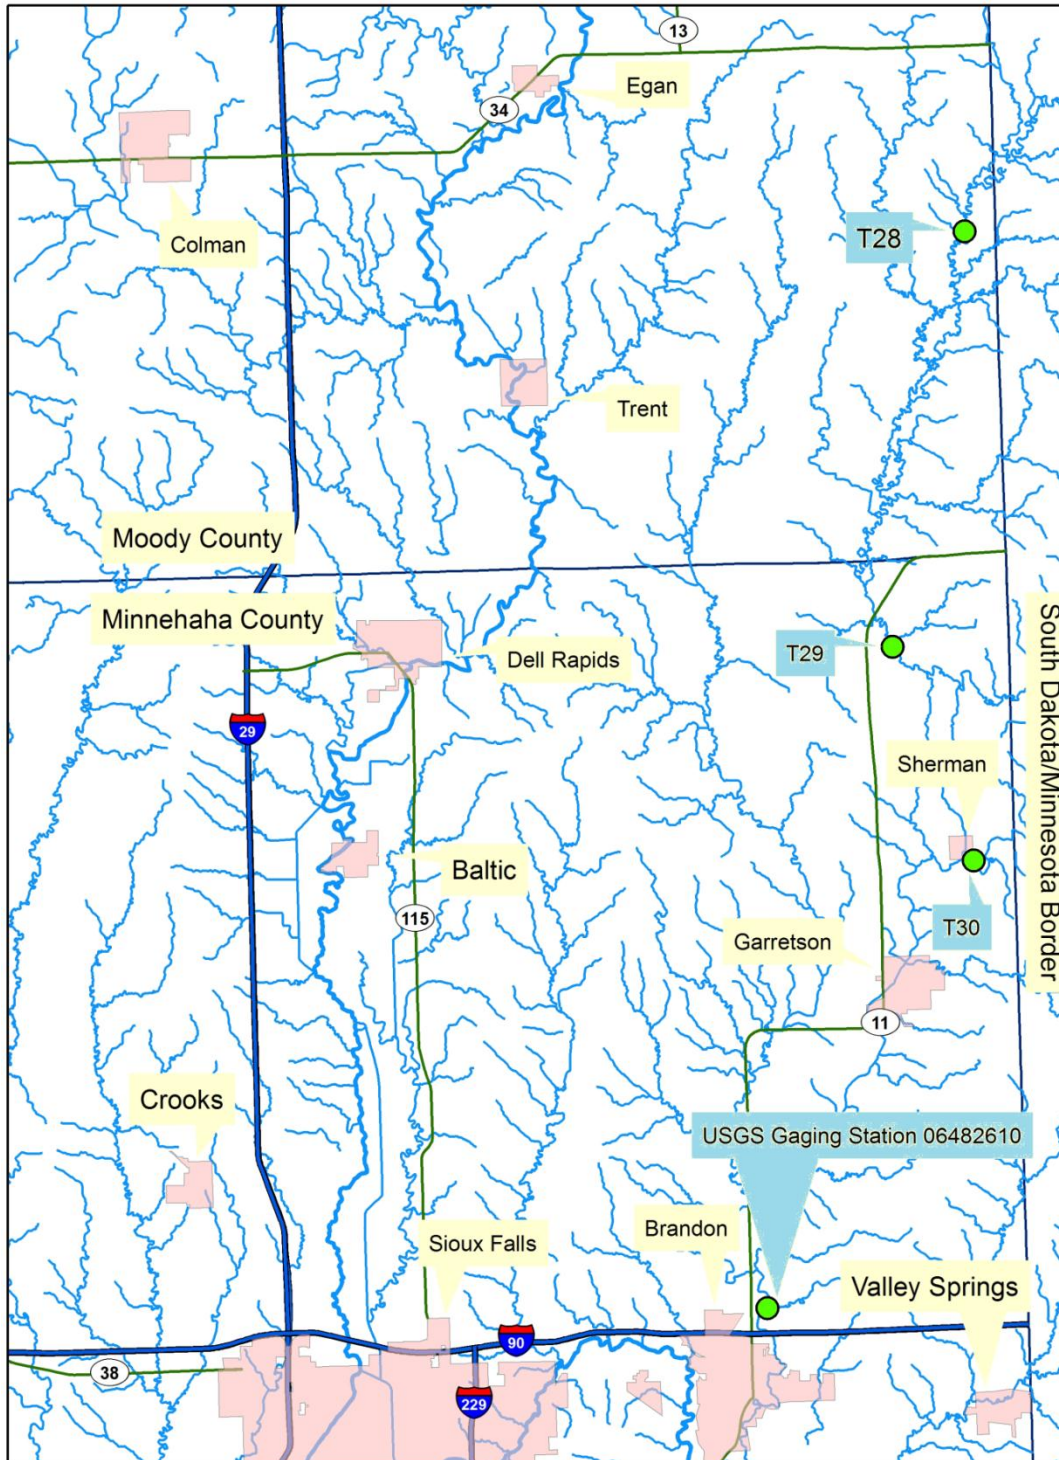 13
Egan
34
Colman
T28
Trent
Moody County
Minnehaha County
Dell Rapids
T29
South Dakota/Minnesota Border
29
Sherman
Baltic
115
T30
Garretson
11
Crooks
USGS Gaging Station 06482610
Brandon
Sioux Falls
Valley Springs
90
38
229